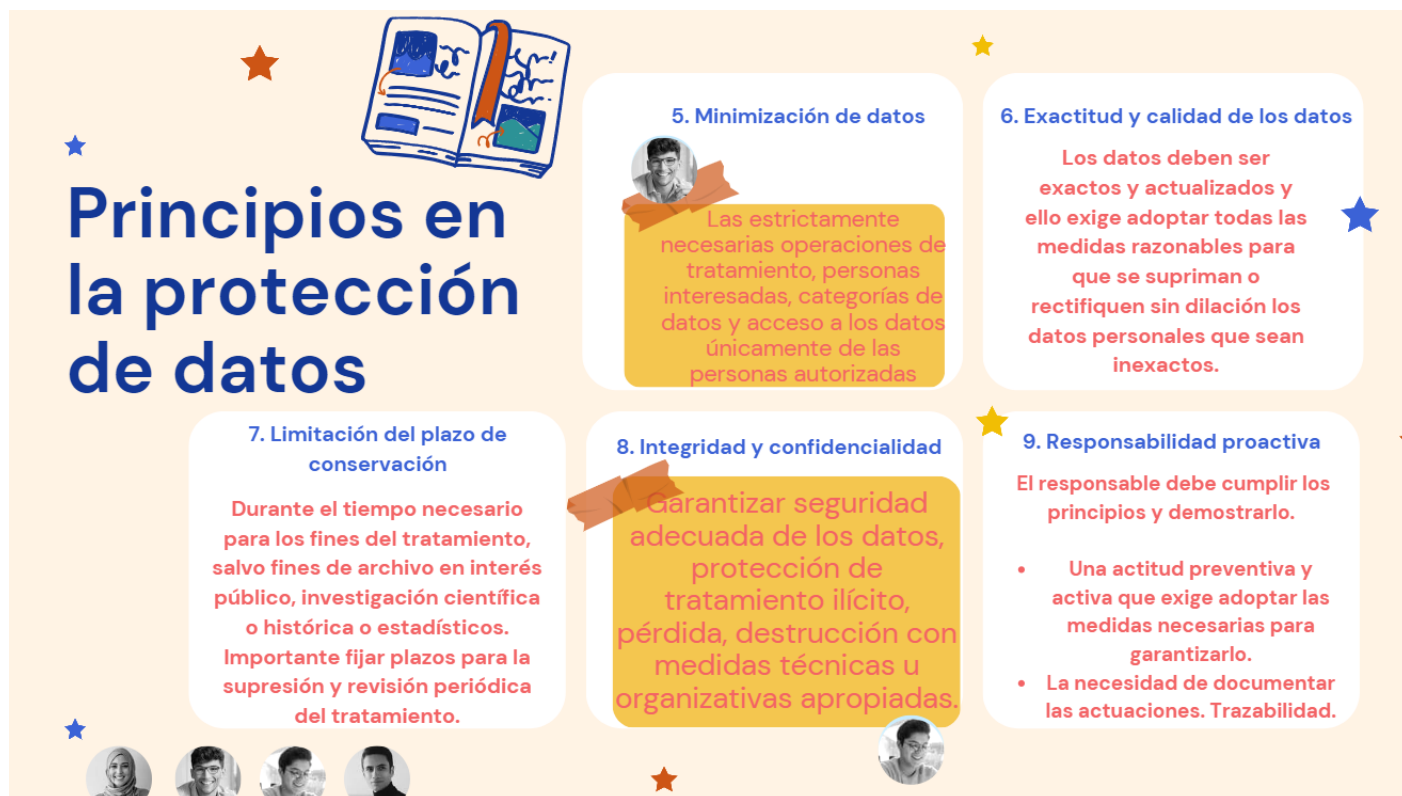 Principios en
la protección
de datos
5. Minimización de datos
Las estrictamente
necesarias operaciones de
tratamiento, personas
interesadas, categorías de
datos y acceso a los datos
únicamente de las
personas autorizadas
6. Exactitud y calidad de los datos
Los datos deben ser
exactos y actualizados y
ello exige adoptar todas las
medidas razonables para
que se supriman o
rectifiquen sin dilación los
datos personales que sean
inexactos.
7. Limitación del plazo de
conservación
Durante el tiempo necesario
para los fines del tratamiento,
salvo fines de archivo en interés
público, investigación científica
o histórica o estadísticos.
Importante fijar plazos para la
supresión y revisión periódica
del tratamiento.
8. Integridad y confidencialidad
Garantizar seguridad
adecuada de los datos,
protección de
tratamiento ilícito,
pérdida, destrucción con
medidas técnicas u
organizativas apropiadas.
9. Responsabilidad proactiva
El responsable debe cumplir los
principios y demostrarlo.
• Una actitud preventiva y
activa que exige adoptar las
medidas necesarias para
garantizarlo.
• La necesidad de documentar
las actuaciones. Trazabilidad.